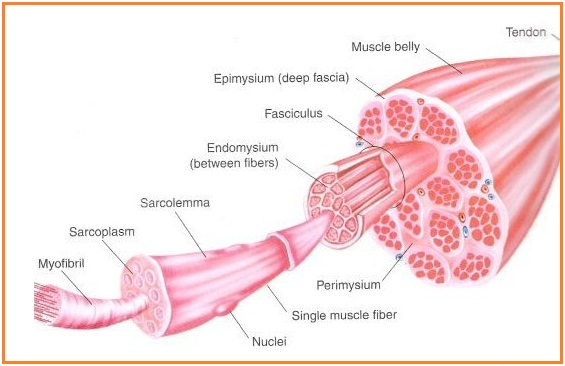 Tendon
Muscle belly
Epimysium (deep fascia)
Fasciculus
Endomysium
(between fibers)
Sarcolemma
Sarcoplasm
Myofibril
Perimysium
Single muscle fiber
Nuclei